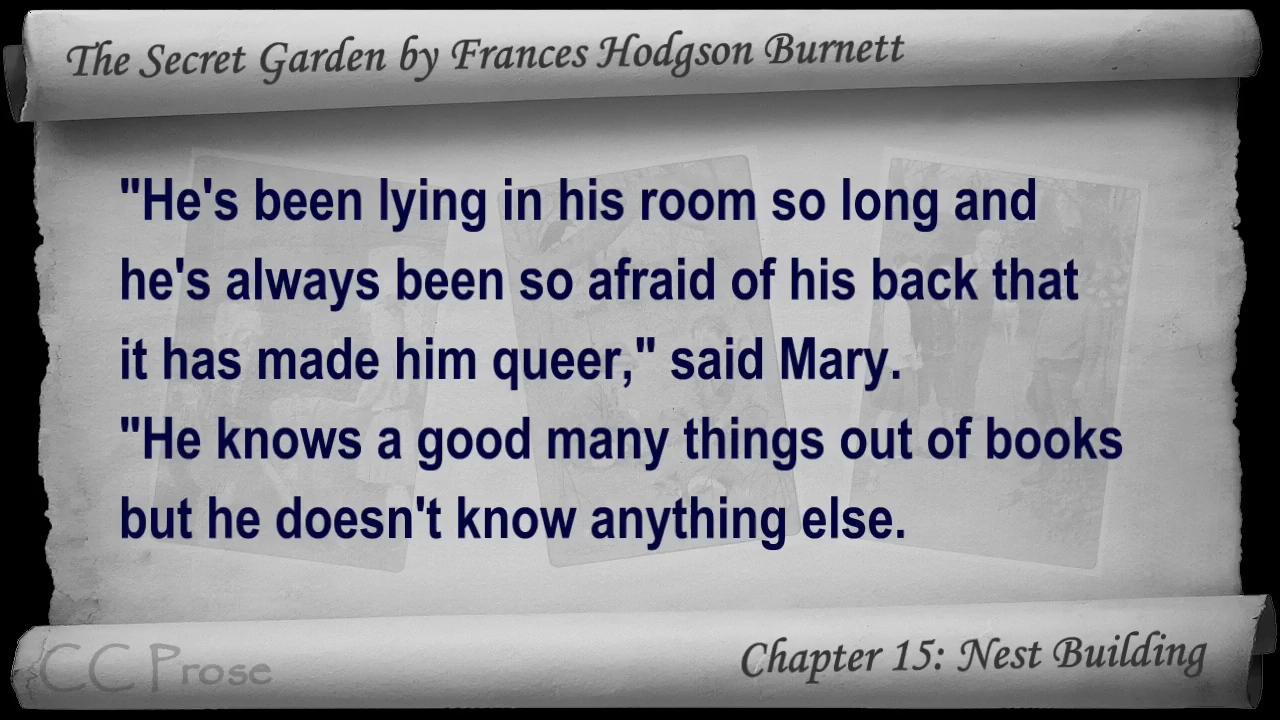 The Secret Garden by Frances Hodgson Burnett
"He's been lying in his room so long and
he's always been so afraid of his back that
it has made him queer," said Mary.
"He knows a good many things out of books
but he doesn't know anything else.
CC Prose
Chapter 15: Nest Building